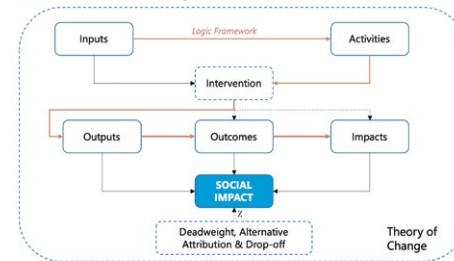 Logic Framework
Inputs
Activities
Intervention
Outputs
Outcomes
Impacts
SOCIAL
IMPACT
٪
Deadweight, Alternative
Attribution & Drop-off
Theory of
Change